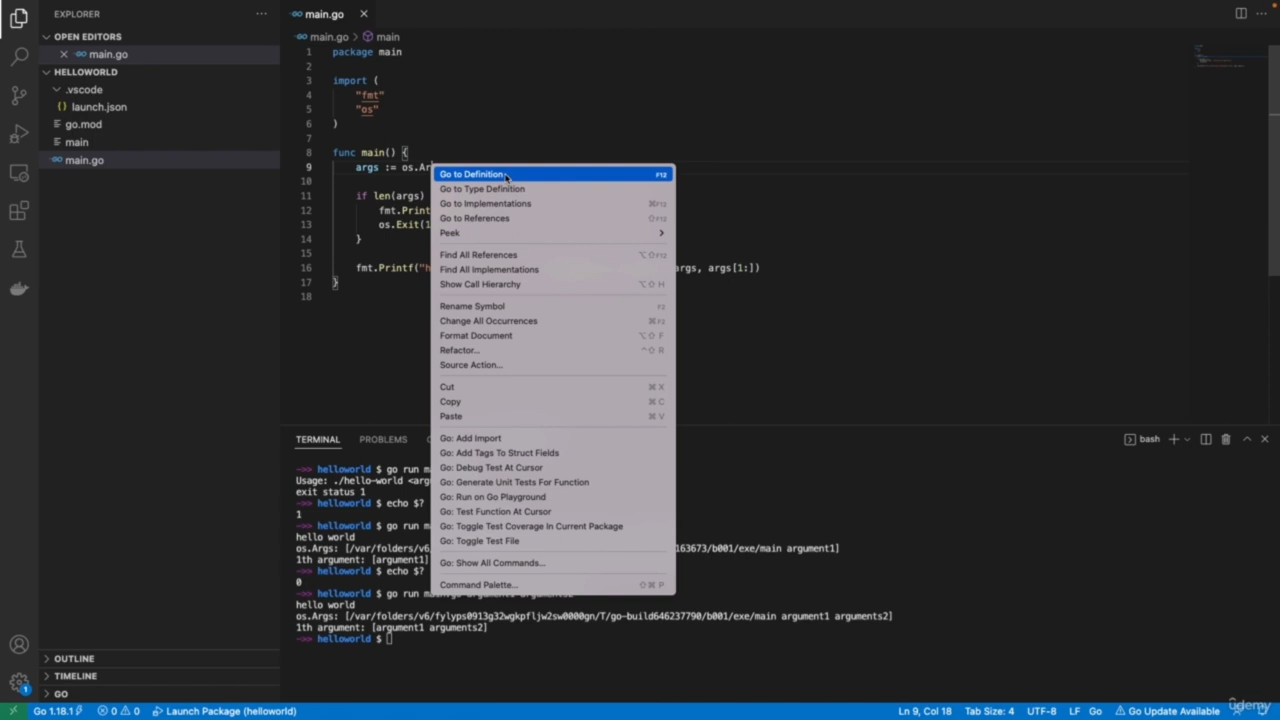 EXPLORER
OPEN EDITORS
main.go
HELLOWORLD
.vscode
launch.json
go.mod
main
main.go
OUTLINE
TIMELINE
GO
main.go
main.go > main
1 package main
2
3 import (
4 "fmt"
5 "os"
6 )
7
8 func main() {
9 args := os.Ar
10
11 if len(args)
12 fmt.Print
13 os.Exit(1
14 }
15
16 fmt.Printf("h args, args[1:])
17 }
18
Go to Definition F12
Go to Type Definition
Go to Implementations ⌘F12
Go to References ⇧F12
Peek
Find All References ⌥⇧F12
Find All Implementations
Show Call Hierarchy ⌥⇧ H
Rename Symbol F2
Change All Occurrences ⌘F2
Format Document ⌥⇧ F
Refactor... ^⇧ R
Source Action...
Cut ⌘ X
Copy ⌘ C
Paste ⌘ V
Go: Add Import
Go: Add Tags To Struct Fields
Go: Debug Test At Cursor
Go: Generate Unit Tests For Function
Go: Run on Go Playground
Go: Test Function At Cursor
Go: Toggle Test Coverage In Current Package
Go: Toggle Test File
Go: Show All Commands...
Command Palette... ⇧⌘ P
TERMINAL PROBLEMS
bash
->> helloworld $ go run m
Usage: ./hello-world <arg
exit status 1
->> helloworld $ echo $?
1
->> helloworld $ go run m
hello world
os.Args: [/var/folders/v6 163673/b001/exe/main argument1]
1th argument: [argument1]
->> helloworld $ echo $?
0
->> helloworld $ go run
hello world
os.Args: [/var/folders/v6/fylyps0913g32wgkpfljw2sw0000gn/T/go-build646237790/b001/exe/main argument1 arguments2]
1th argument: [argument1 arguments2]
->> helloworld $
1
Go 1.18.1 0 0 Launch Package (helloworld) Ln 9, Col 18 Tab Size: 4 UTF-8 LF Go Go Update Available
udemy